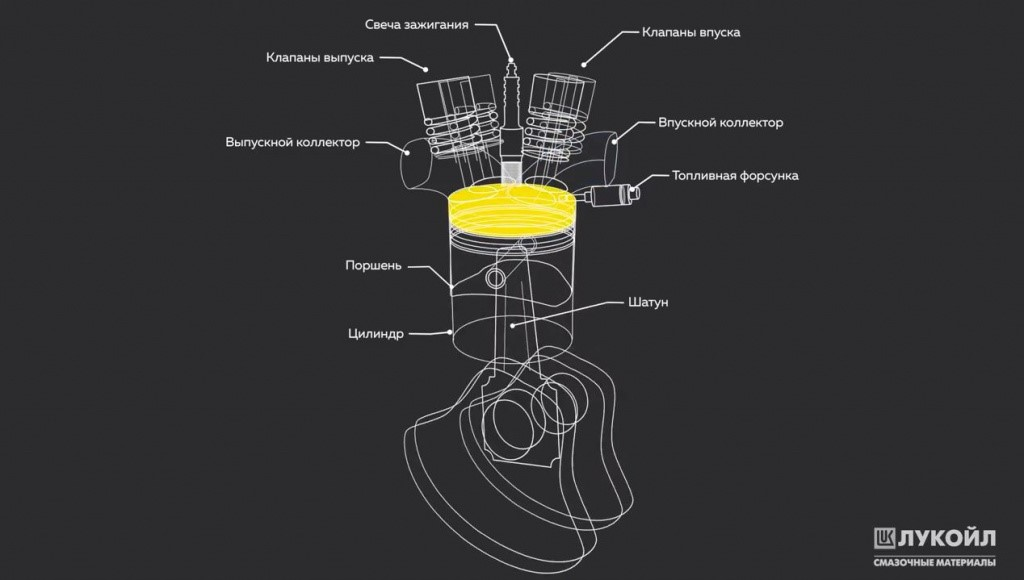 Свеча зажигания
Клапаны впуска
Клапаны выпуска
Впускной коллектор
Выпускной коллектор
Топливная форсунка
Поршень
Шатун
Цилиндр
ЛУКОЙЛ
СМАЗОЧНЫЕ МАТЕРИАЛЫ